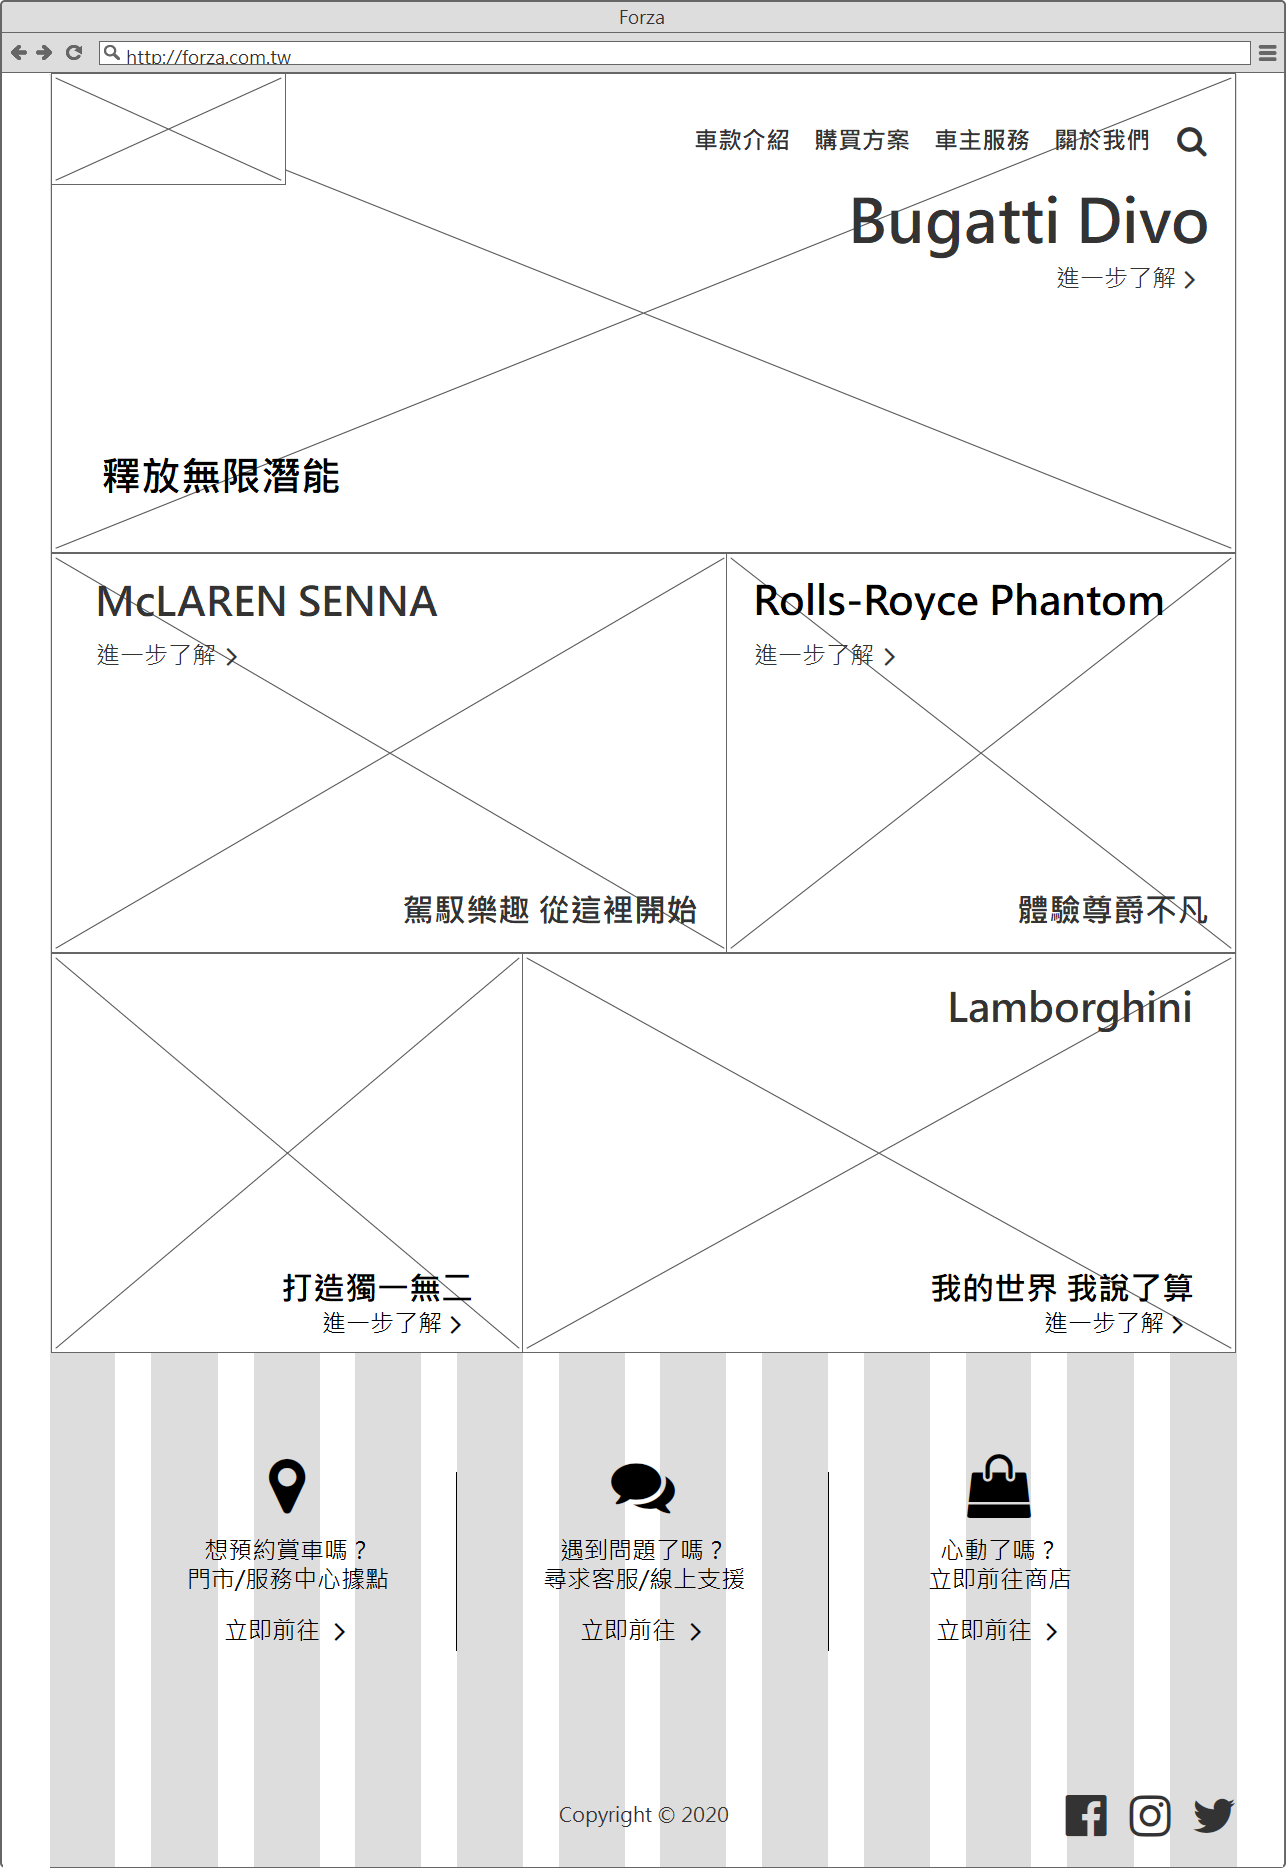 Forza
http://forza.com.tw
車款介紹 購買方案 車主服務 關於我們
Bugatti Divo
進一步了解
釋放無限潛能
McLAREN SENNA
進一步了解
駕馭樂趣 從這裡開始
Rolls-Royce Phantom
進一步了解
體驗尊爵不凡
打造獨一無二
進一步了解
Lamborghini
我的世界 我說了算
進一步了解
想預約賞車嗎？
門市/服務中心據點
立即前往
遇到問題了嗎？
尋求客服/線上支援
立即前往
心動了嗎？
立即前往商店
立即前往
Copyright © 2020